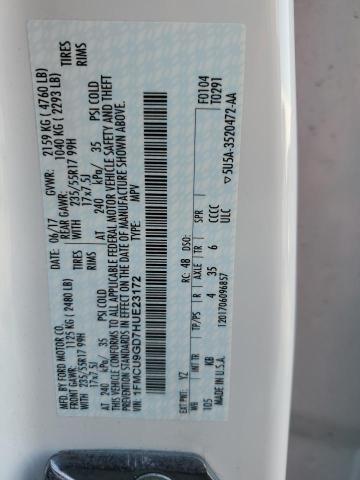 MFD. BY FORD MOTOR CO.
06/17 GVWR: 2159 KG (4760 LB)
FRONT GAWR: 1125 KG (2480 LB) REAR GAWR: 1040 KG (2293 LB)
WITH 235/55R17 99H TIRES WITH 235/55R17 99H TIRES
17x7.5J RIMS 17x7.5J RIMS
AT 240 kPa/ 35 PSI COLD AT 240 kPa/ 35 PSI COLD
THIS VEHICLE CONFORMS TO ALL APPLICABLE FEDERAL MOTOR VEHICLE SAFETY AND THEFT
PREVENTION STANDARDS IN EFFECT ON THE DATE OF MANUFACTURE SHOWN ABOVE.
VIN: 1FMCU9GD7HUE23172
TYPE: MPV
F0104
T0291
EXT PNT: YZ RC: 48 DSO:
WB INT TR TP/PS R AXLE TR SPR
105 KB 4 35 6 CCCC
ULC
MADE IN U.S.A. 120170609685​7
▽5U5A-3520472-AA